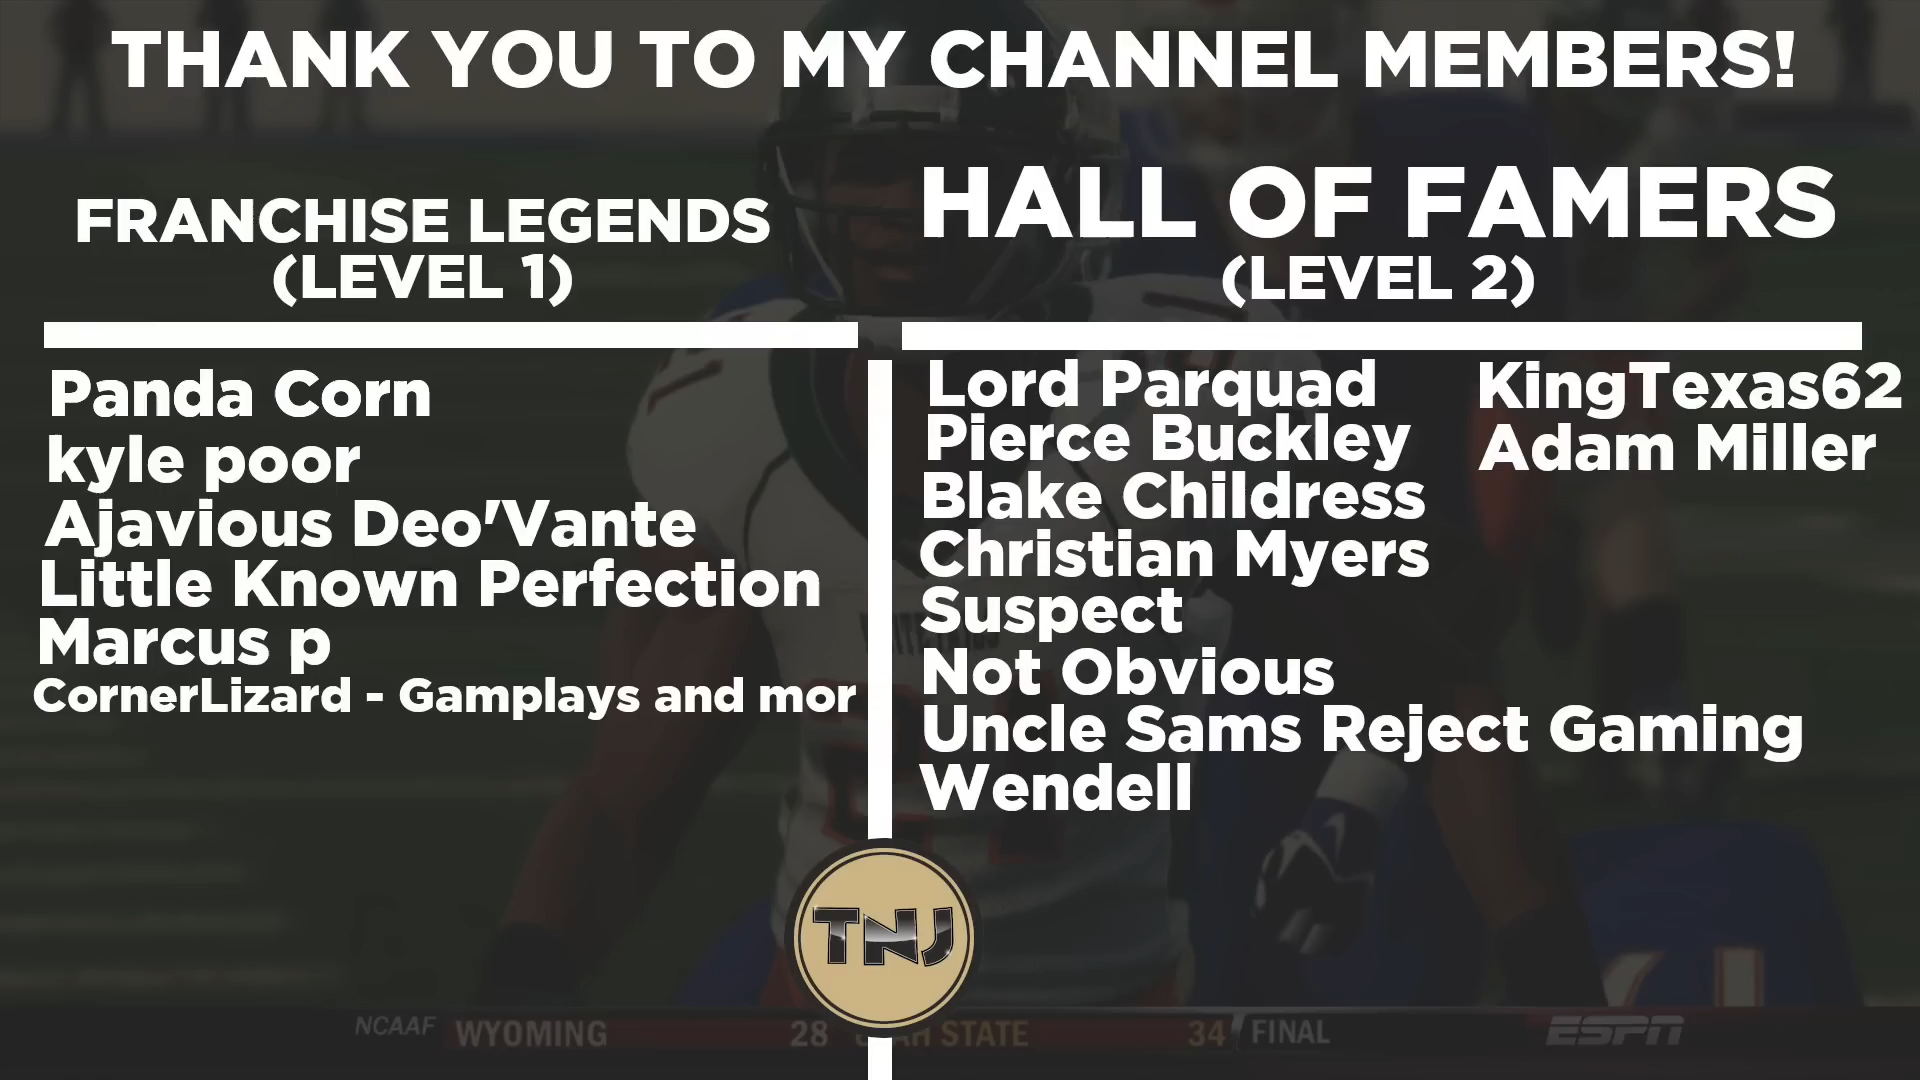 THANK YOU TO MY CHANNEL MEMBERS!
FRANCHISE LEGENDS
(LEVEL 1)
Panda Corn
kyle poor
Ajavious Deo'Vante
Little Known Perfection
Marcus p
CornerLizard - Gamplays and mor
HALL OF FAMERS
(LEVEL 2)
Lord Parquad
Pierce Buckley
Blake Childress
Christian Myers
Suspect
Not Obvious
Uncle Sams Reject Gaming
Wendell
KingTexas62
Adam Miller
TNJ
NCAAF WYOMING 28 UTAH STATE 34 FINAL ESPN